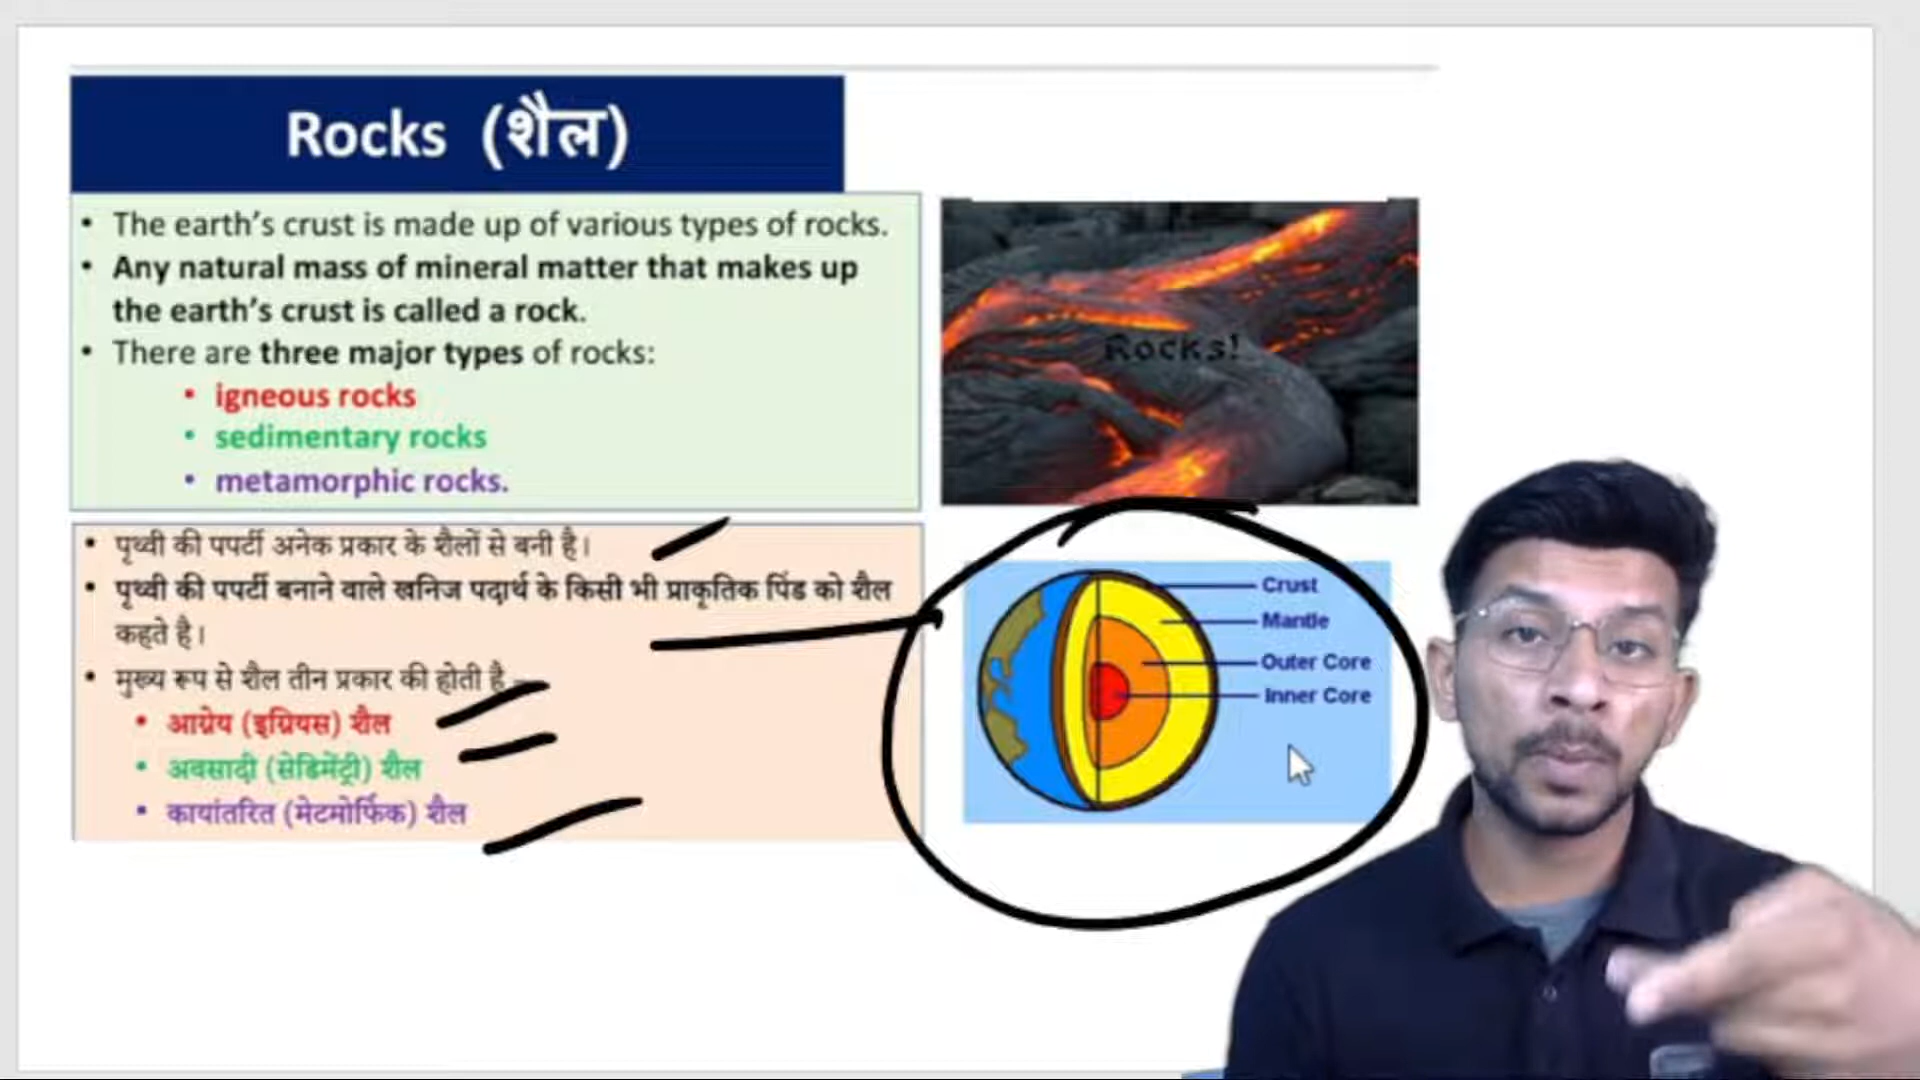 Rocks (शैल)
• The earth’s crust is made up of various types of rocks.
• Any natural mass of mineral matter that makes up
the earth’s crust is called a rock.
• There are three major types of rocks:
• igneous rocks
• sedimentary rocks
• metamorphic rocks.
Rocks!
• पृथ्वी की पपर्टी अनेक प्रकार के शैलों से बनी है।
• पृथ्वी की पपर्टी बनाने वाले खनिज पदार्थ के किसी भी प्राकृतिक पिंड को शैल
कहते है।
• मुख्य रूप से शैल तीन प्रकार की होती है –
• आग्नेय (इग्नियस) शैल
• अवसादी (सेडिमेंट्री) शैल
• कायांतरित (मेटमोर्फिक) शैल
Crust
Mantle
Outer Core
Inner Core